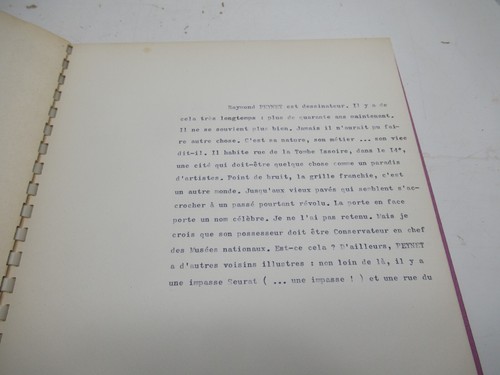 Raymond PEYNET est dessinateur. Il y a de
cela très longtemps : plus de quarante ans maintenant.
Il ne se souvient plus bien. Jamais il n'aurait pu fai-
re autre chose. C'est sa nature, son métier ... son vice
dit-il. Il habite rue de la Tombe Issoire, dans le 14°,
une cité qui doit-être quelque chose comme un paradis
d'artistes. Point de bruit, la grille franchie, c'est
un autre monde. Jusqu'aux vieux pavés qui semblent s'ac-
crocher à un passé pourtant révolu. La porte en face
porte un nom célèbre. Je ne l'ai pas retenu. Mais je
crois que son possesseur doit être Conservateur en chef
des Musées nationaux. Est-ce cela ? D'ailleurs, PEYNET
a d'autres voisins illustres : non loin de là, il y a
une impasse Seurat ( ... une impasse ! ) et une rue du